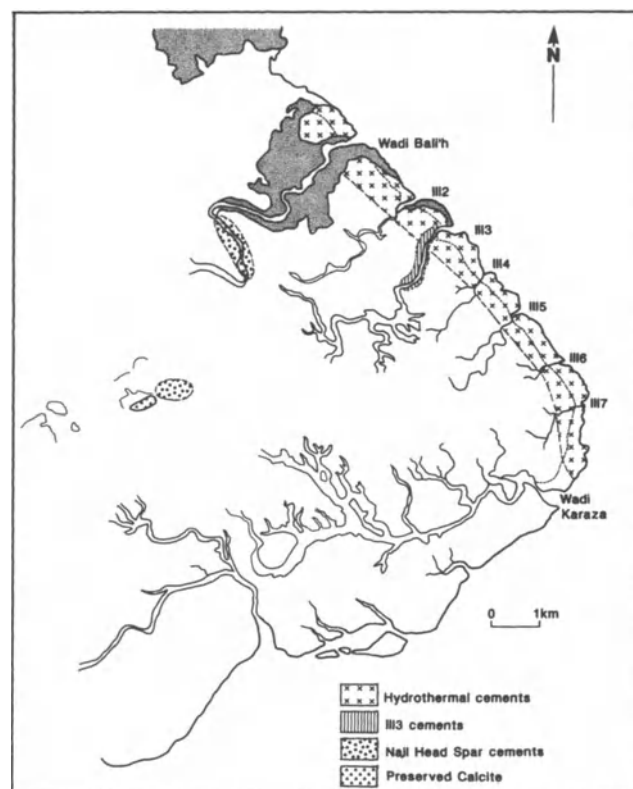 N
Wadi Bali'h
III2
III3
III4
III5
III6
III7
Wadi
Karaza
0 1km
Hydrothermal cements
III3 cements
Najil Head Spar cements
Preserved Calcite